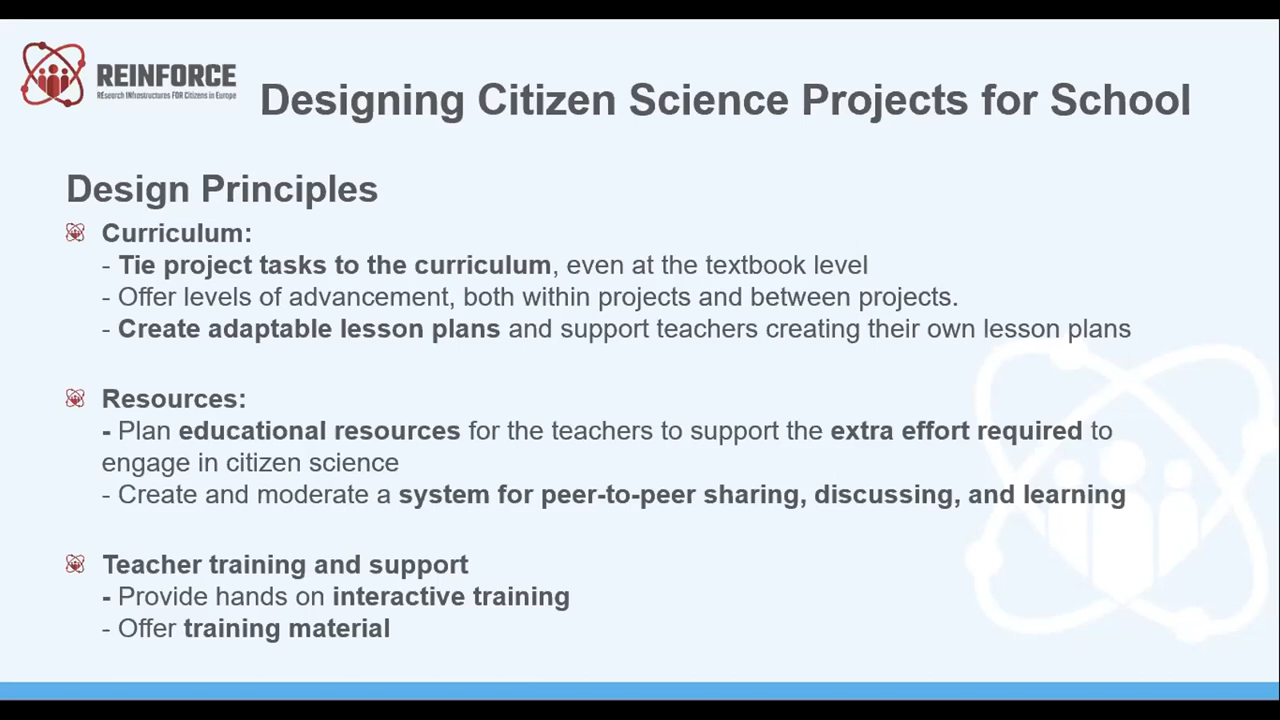 REINFORCE
REsearch INfrastructures FOR Citizens in Europe
Designing Citizen Science Projects for School
Design Principles
Curriculum:
- Tie project tasks to the curriculum, even at the textbook level
- Offer levels of advancement, both within projects and between projects.
- Create adaptable lesson plans and support teachers creating their own lesson plans
Resources:
- Plan educational resources for the teachers to support the extra effort required to
engage in citizen science
- Create and moderate a system for peer-to-peer sharing, discussing, and learning
Teacher training and support
- Provide hands on interactive training
- Offer training material